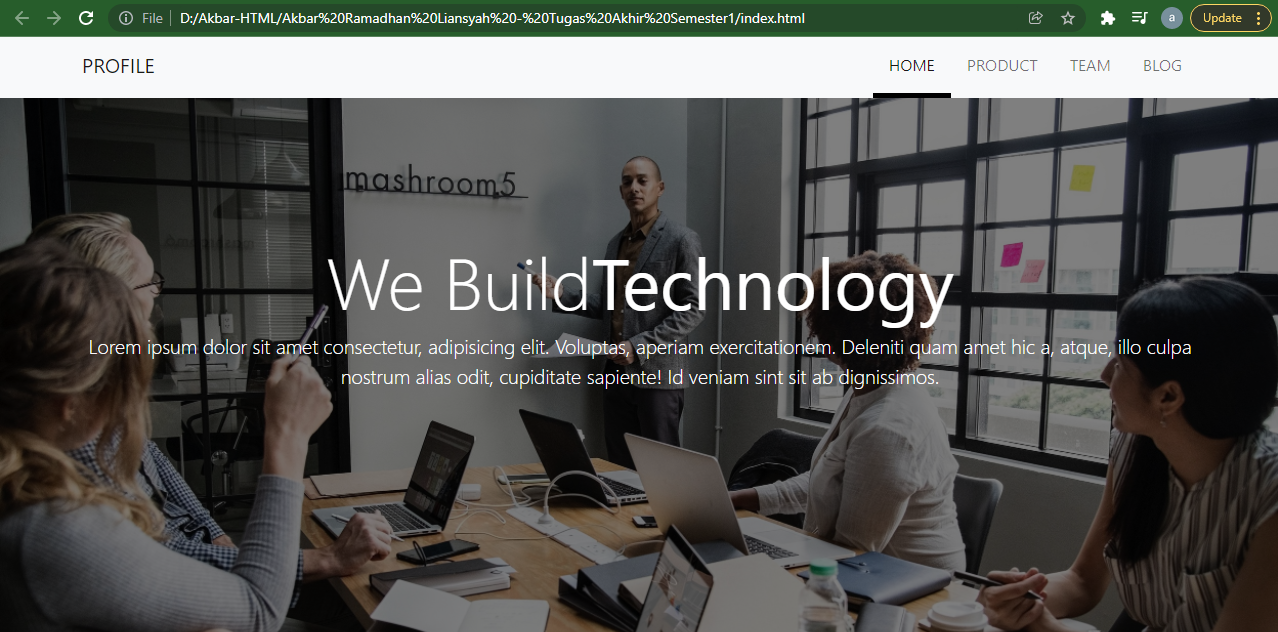 File
D:/Akbar-HTML/Akbar%20Ramadhan%20Liansyah%20-%20Tugas%20Akhir%20Semester1/index.html
a
Update
PROFILE
HOME
PRODUCT
TEAM
BLOG
mashroom5
We BuildTechnology
Lorem ipsum dolor sit amet consectetur, adipisicing elit. Voluptas, aperiam exercitationem. Deleniti quam amet hic a, atque, illo culpa
nostrum alias odit, cupiditate sapiente! Id veniam sint sit ab dignissimos.